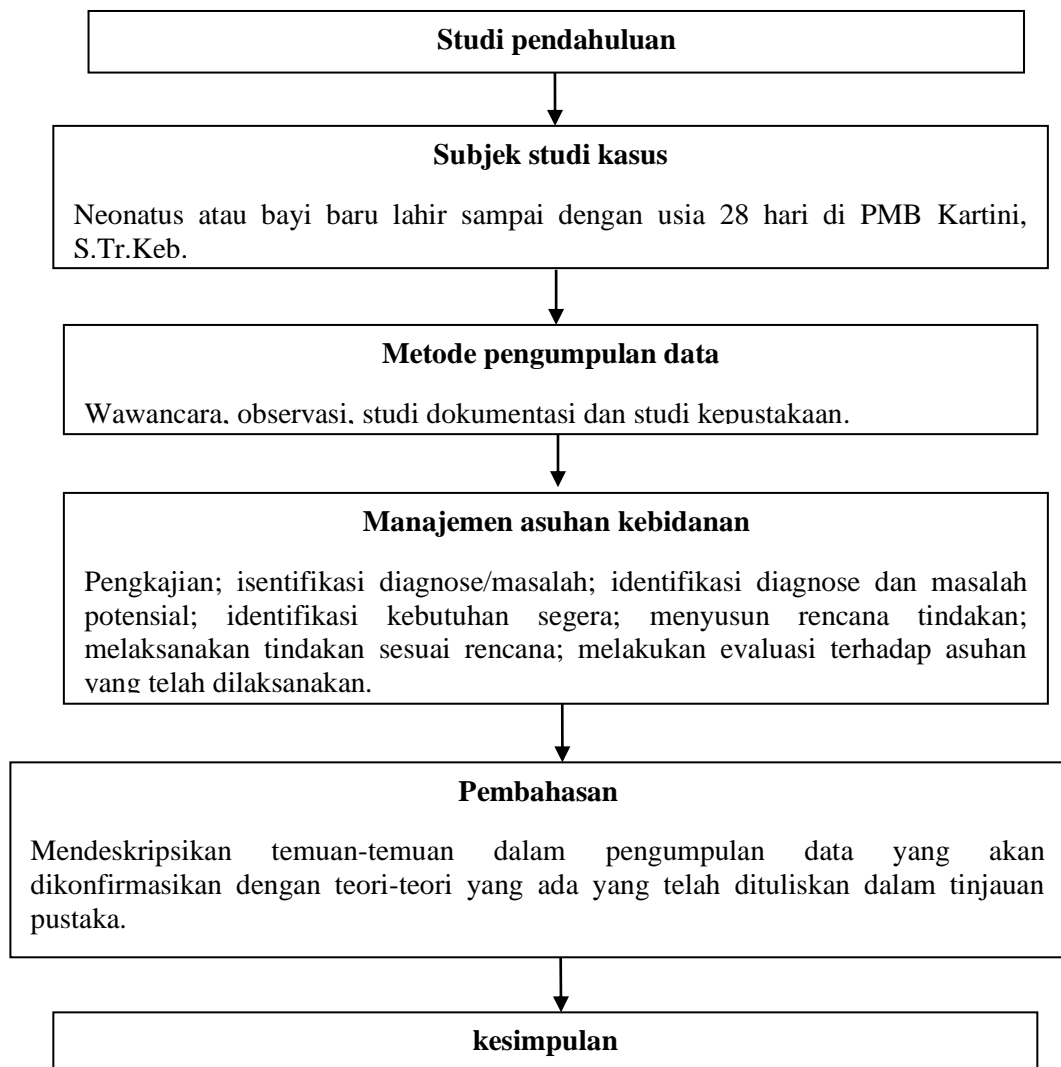 Studi pendahuluan
Subjek studi kasus
Neonatus atau bayi baru lahir sampai dengan usia 28 hari di PMB Kartini,
S.Tr.Keb.
Metode pengumpulan data
Wawancara, observasi, studi dokumentasi dan studi kepustakaan.
Manajemen asuhan kebidanan
Pengkajian; isentifikasi diagnose/masalah; identifikasi diagnose dan masalah
potensial; identifikasi kebutuhan segera; menyusun rencana tindakan;
melaksanakan tindakan sesuai rencana; melakukan evaluasi terhadap asuhan
yang telah dilaksanakan.
Pembahasan
Mendeskripsikan temuan-temuan dalam pengumpulan data yang akan
dikonfirmasikan dengan teori-teori yang ada yang telah dituliskan dalam tinjauan
pustaka.
kesimpulan